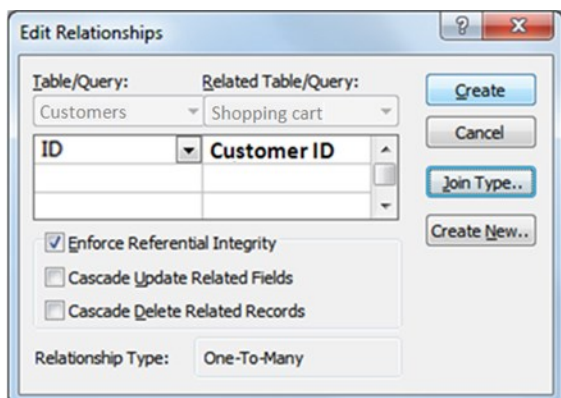 Edit Relationships
Table/Query: Related Table/Query:
Customers Shopping cart
ID Customer ID
Enforce Referential Integrity
Cascade Update Related Fields
Cascade Delete Related Records
Relationship Type: One-To-Many
Create
Cancel
Join Type..
Create New..